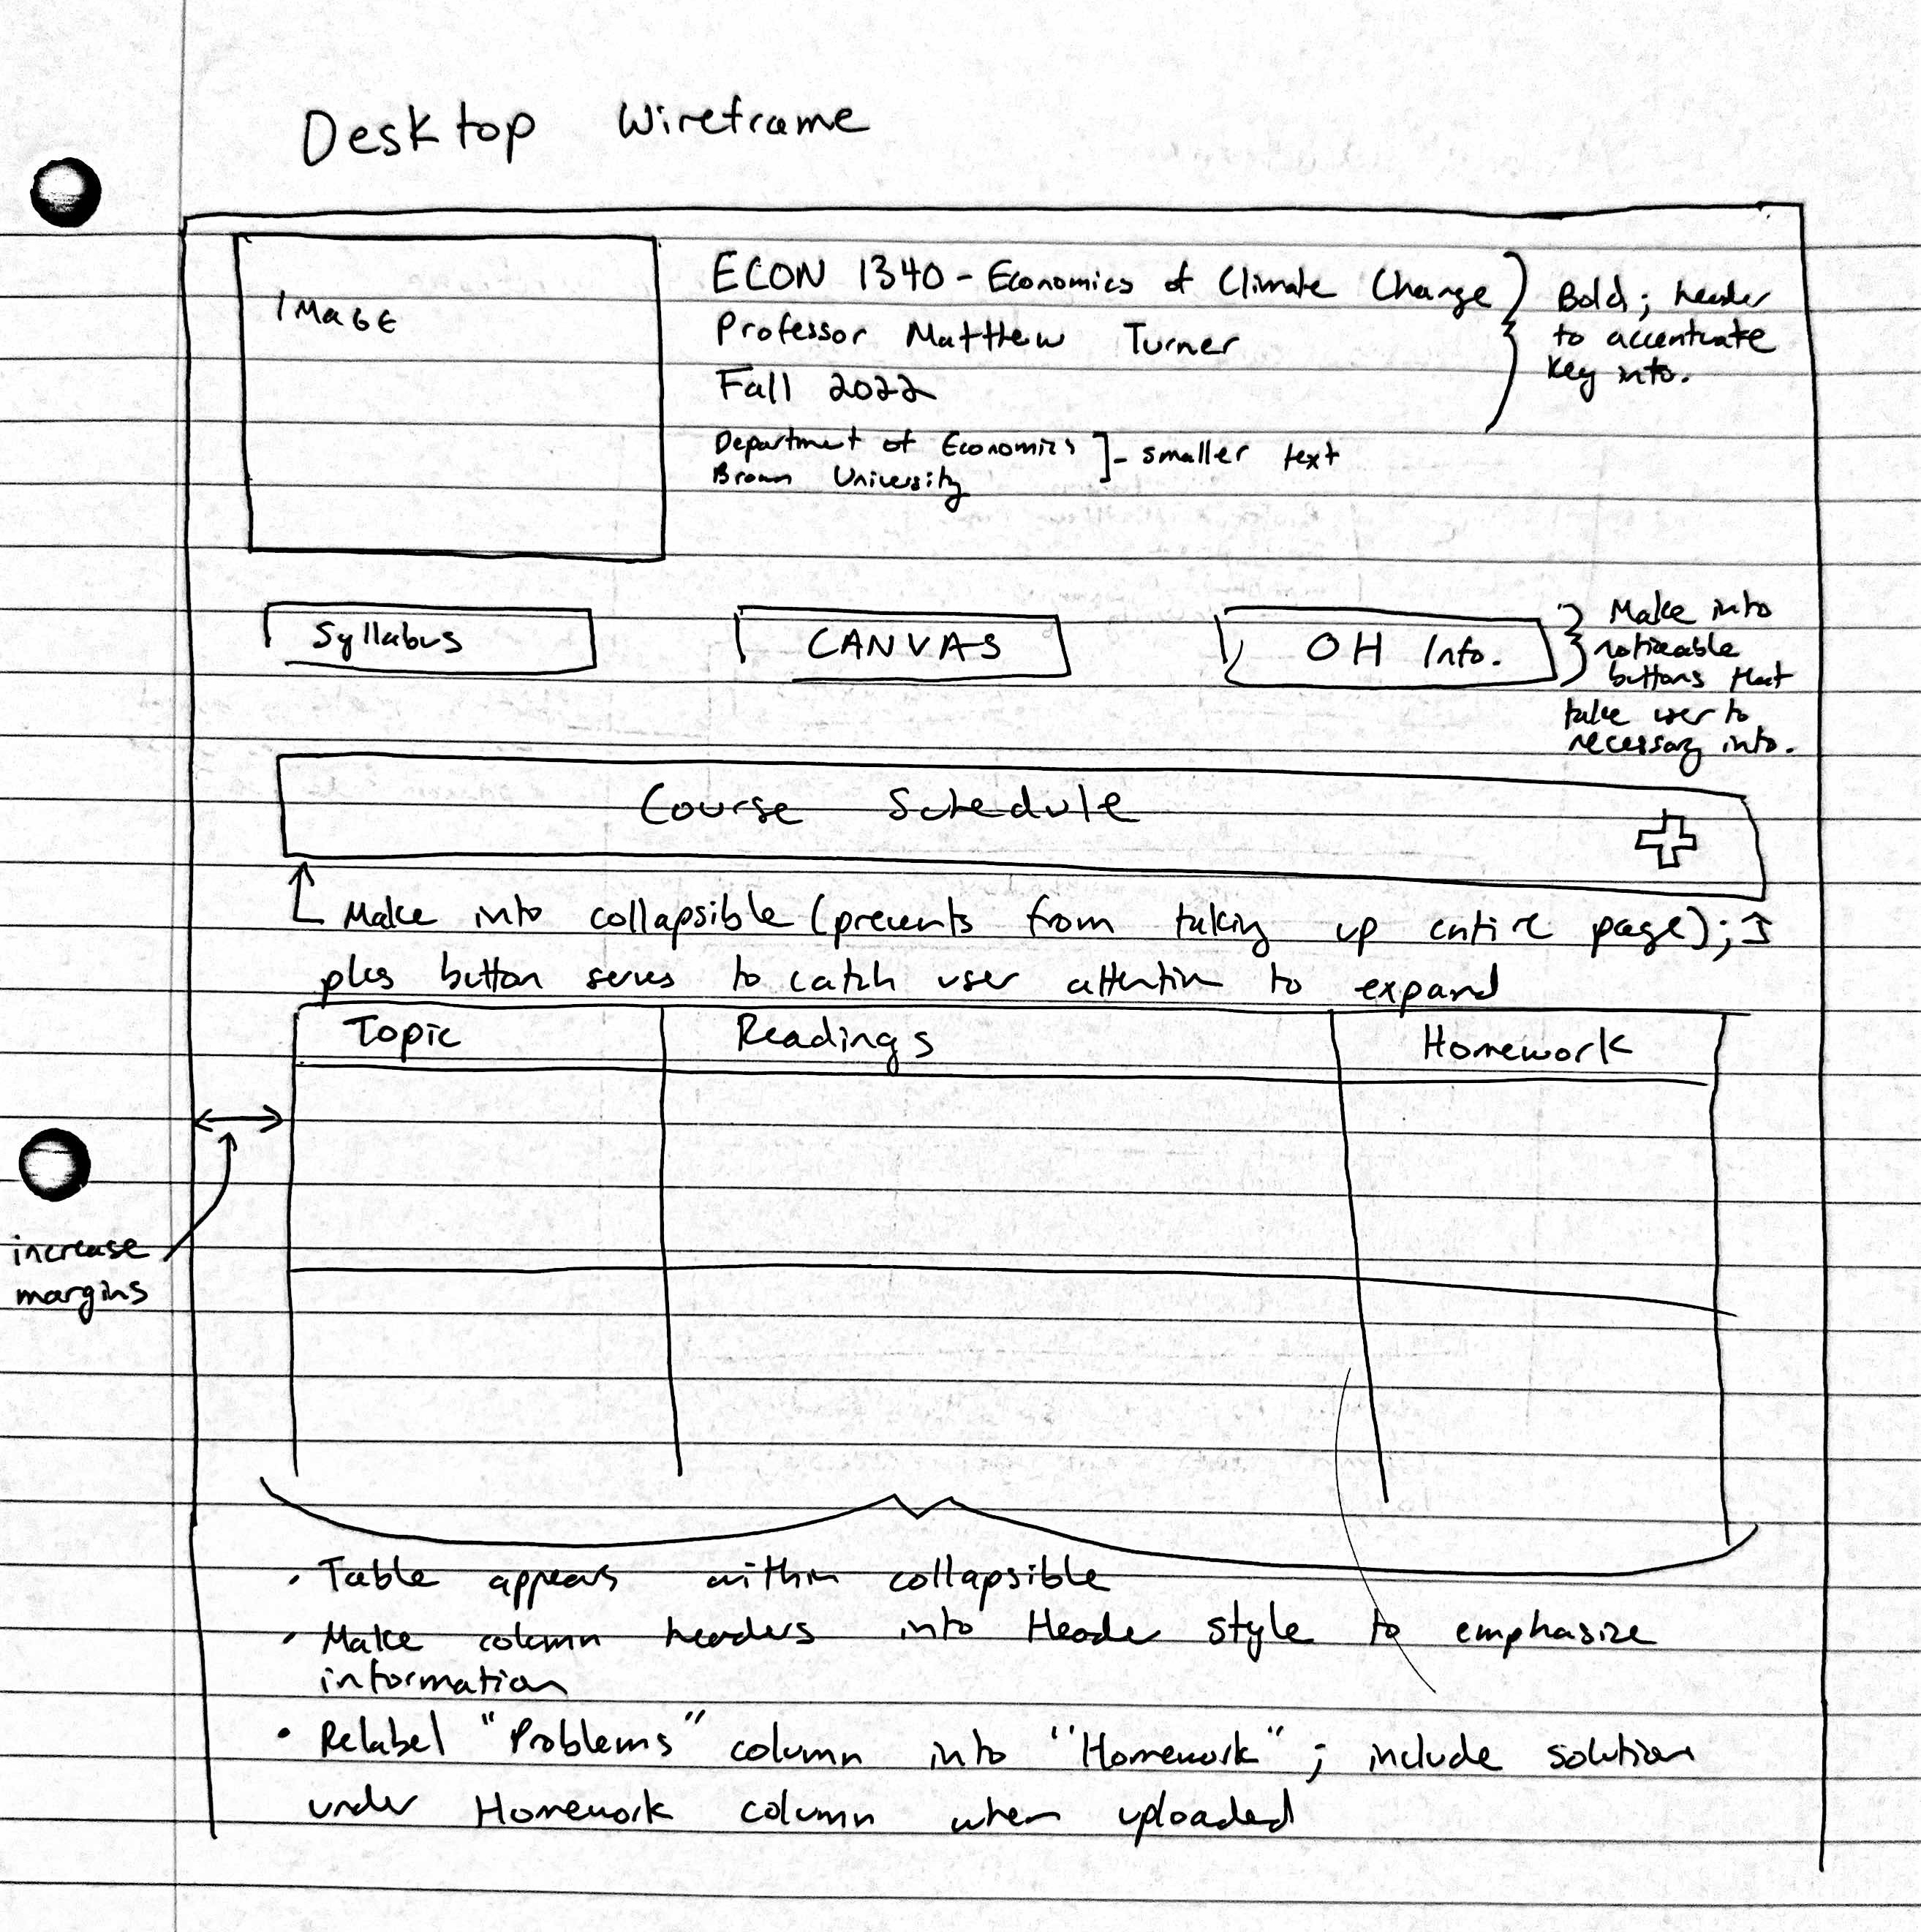 Desktop Wireframe
IMAGE
ECON 1340 - Economics of Climate Change
Professor Matthew Turner
Fall 2022
Department of Economics
Brown University
Bold; header
to accentuate
key info.
- smaller text
Syllabus
CANVAS
OH Info.
Make into
noticeable
buttons that
take user to
necessary info.
Course Schedule
Make into collapsible (prevents from taking up entire page);
plus button serves to catch user attention to expand
Topic
Readings
Homework
increase
margins
• Table appears within collapsible
• Make column headers into Header style to emphasize
information
• Relabel "Problems" column into "Homework"; include solution
under Homework column when uploaded